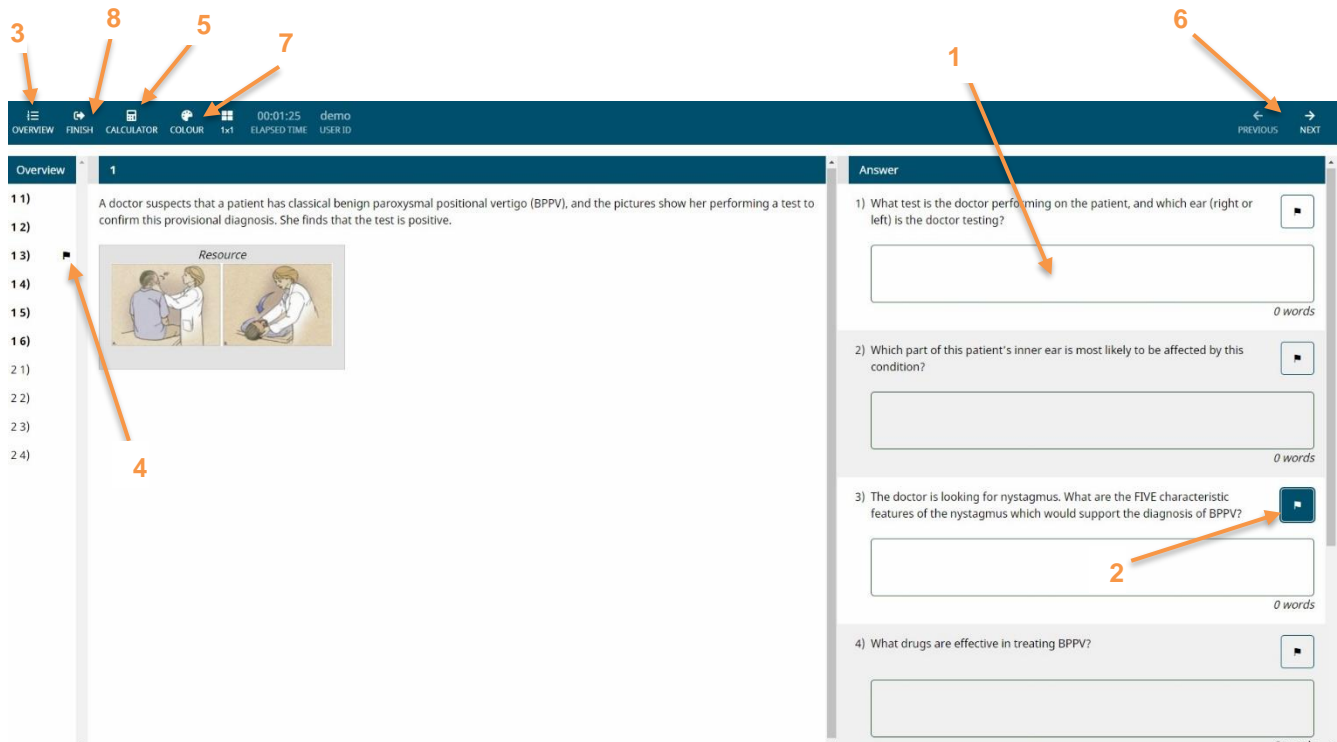 3
8
5
7
6
1
OVERVIEW
FINISH
CALCULATOR
COLOUR
1x1
00:01:25
ELAPSED TIME
demo
USER ID
PREVIOUS
NEXT
Overview
1 1)
1 2)
1 3)
1 4)
1 5)
1 6)
2 1)
2 2)
2 3)
2 4)
4
1
A doctor suspects that a patient has classical benign paroxysmal positional vertigo (BPPV), and the pictures show her performing a test to
confirm this provisional diagnosis. She finds that the test is positive.
Resource
Answer
1) What test is the doctor performing on the patient, and which ear (right or
left) is the doctor testing?
0 words
2) Which part of this patient's inner ear is most likely to be affected by this
condition?
0 words
3) The doctor is looking for nystagmus. What are the FIVE characteristic
features of the nystagmus which would support the diagnosis of BPPV?
2
0 words
4) What drugs are effective in treating BPPV?